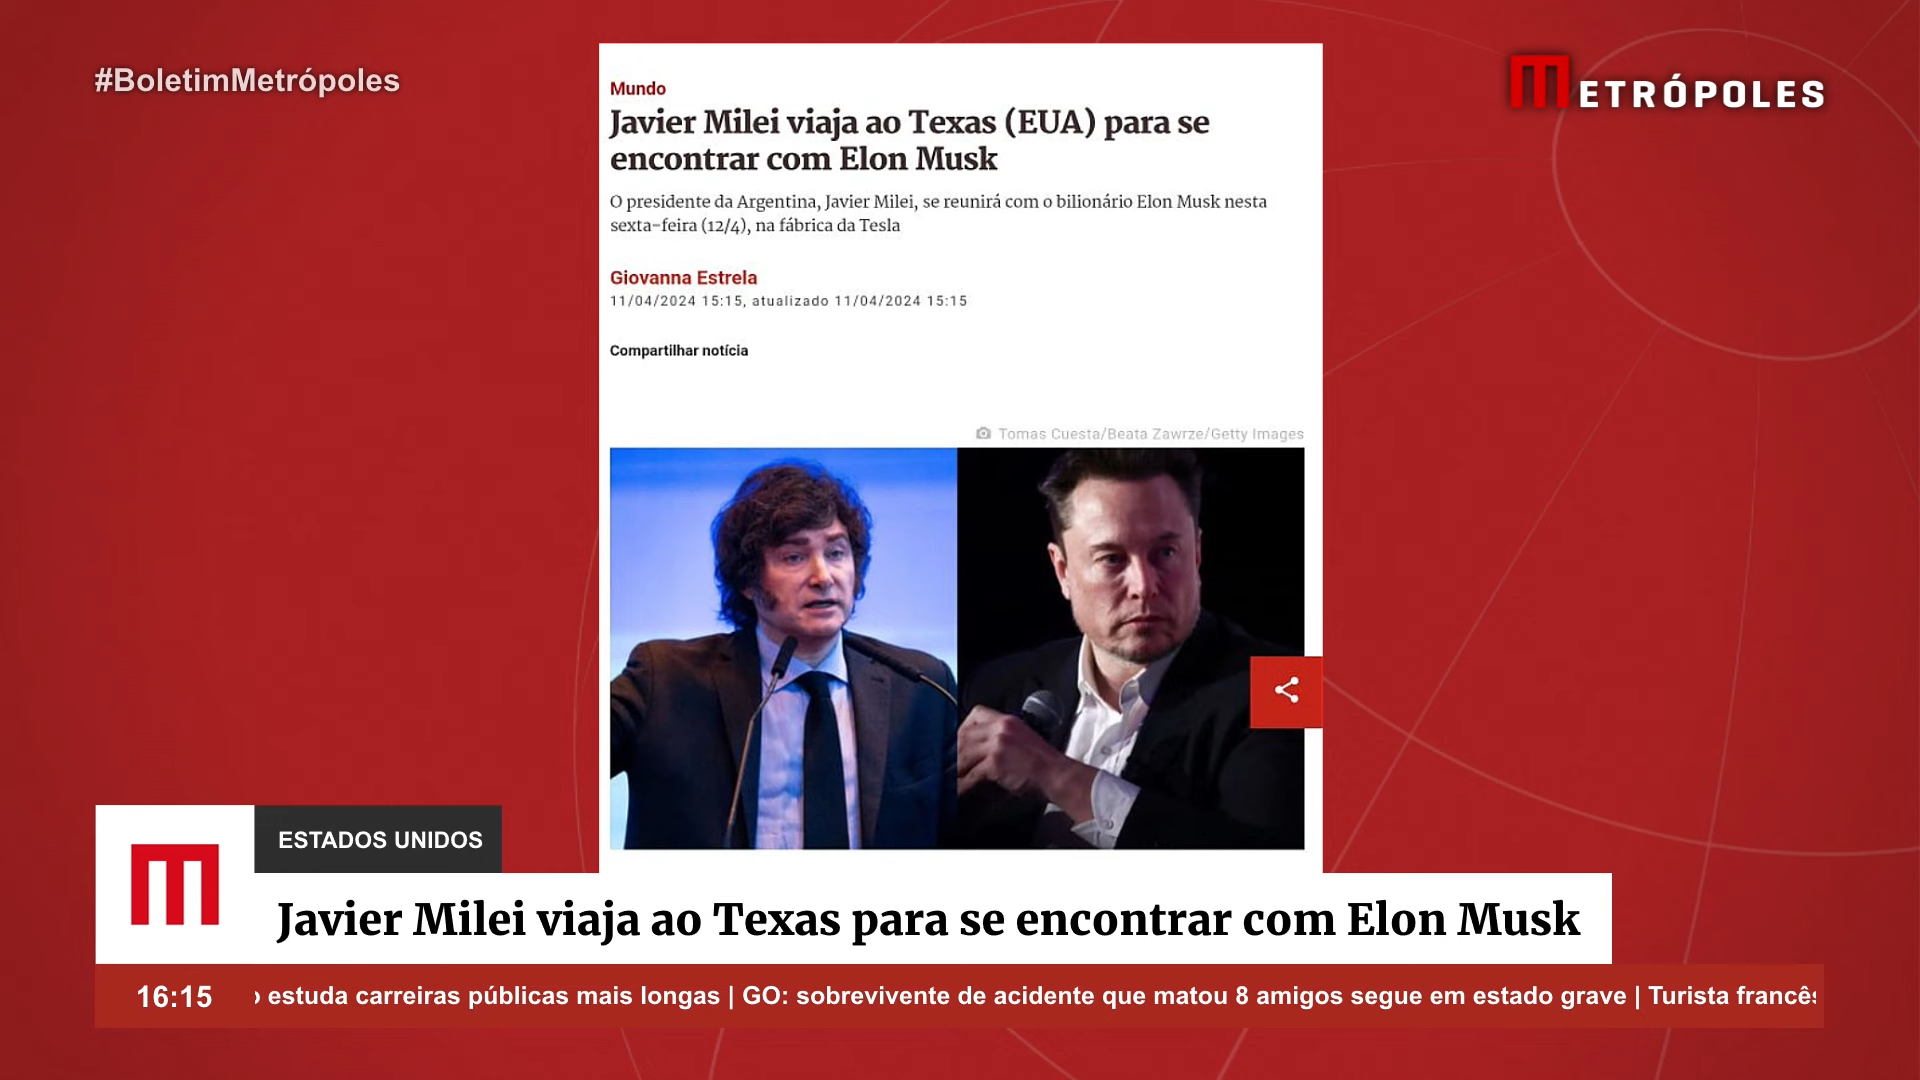 #BoletimMetrópoles
METRÓPOLES
Mundo
Javier Milei viaja ao Texas (EUA) para se
encontrar com Elon Musk
O presidente da Argentina, Javier Milei, se reunirá com o bilionário Elon Musk nesta
sexta-feira (12/4), na fábrica da Tesla
Giovanna Estrela
11/04/2024 15:15, atualizado 11/04/2024 15:15
Compartilhar notícia
Tomas Cuesta/Beata Zawrze/Getty Images
M
ESTADOS UNIDOS
Javier Milei viaja ao Texas para se encontrar com Elon Musk
16:15
estuda carreiras públicas mais longas | GO: sobrevivente de acidente que matou 8 amigos segue em estado grave | Turista francês